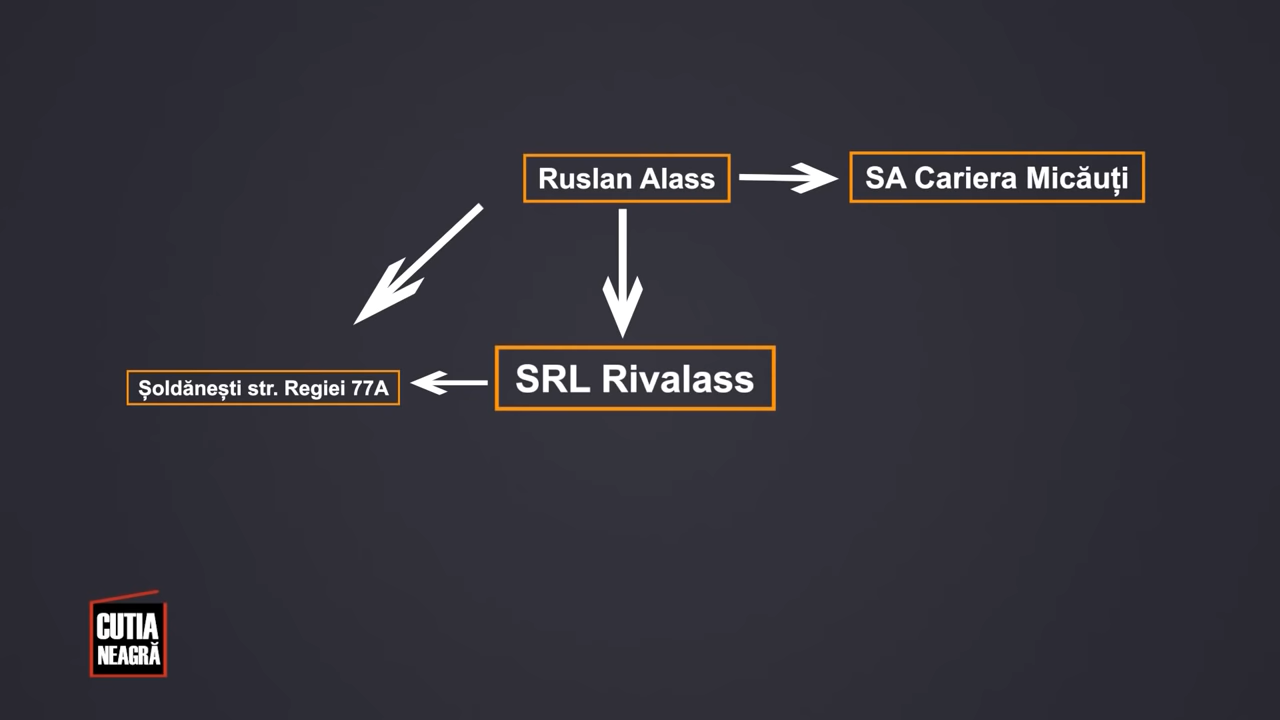 Ruslan Alass
SA Cariera Micăuți
SRL Rivalass
Șoldănești str. Regiei 77A
CUTIA
NEAGRĂ